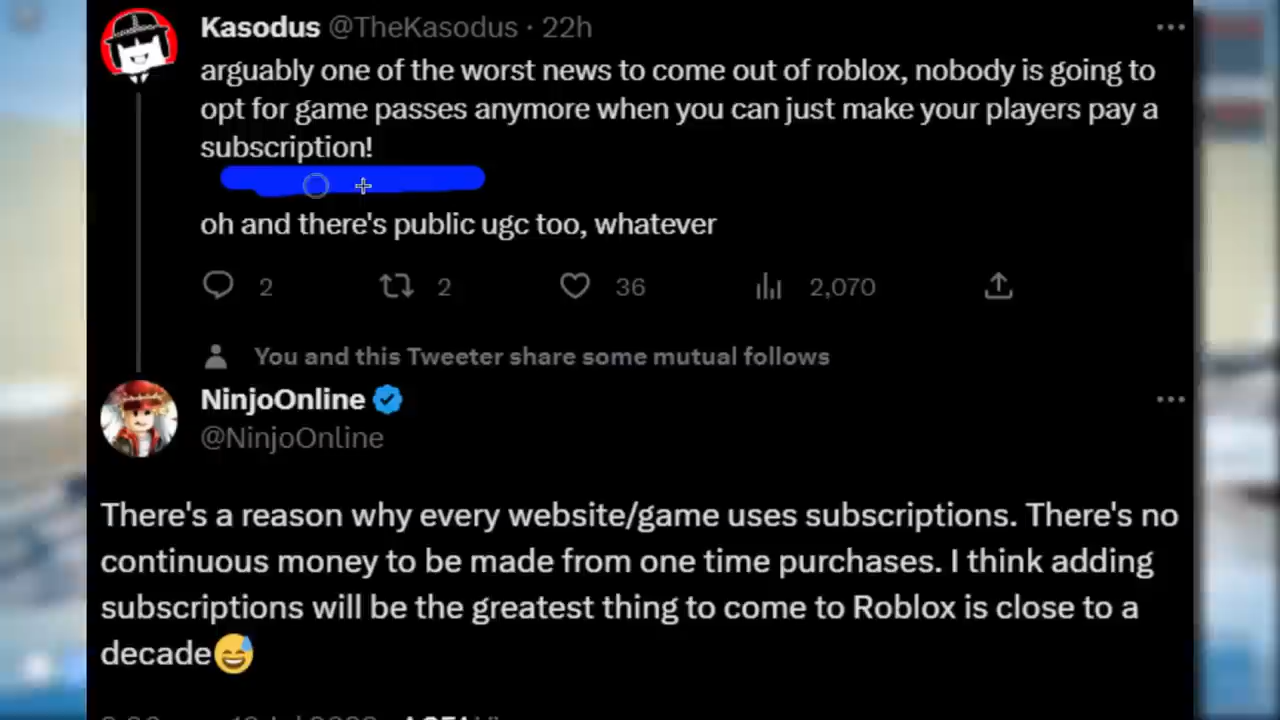 Kasodus @TheKasodus · 22h
arguably one of the worst news to come out of roblox, nobody is going to
opt for game passes anymore when you can just make your players pay a
subscription!
oh and there's public ugc too, whatever
2 2 36 2,070
You and this Tweeter share some mutual follows
NinjoOnline
@NinjoOnline
There's a reason why every website/game uses subscriptions. There's no
continuous money to be made from one time purchases. I think adding
subscriptions will be the greatest thing to come to Roblox is close to a
decade😅